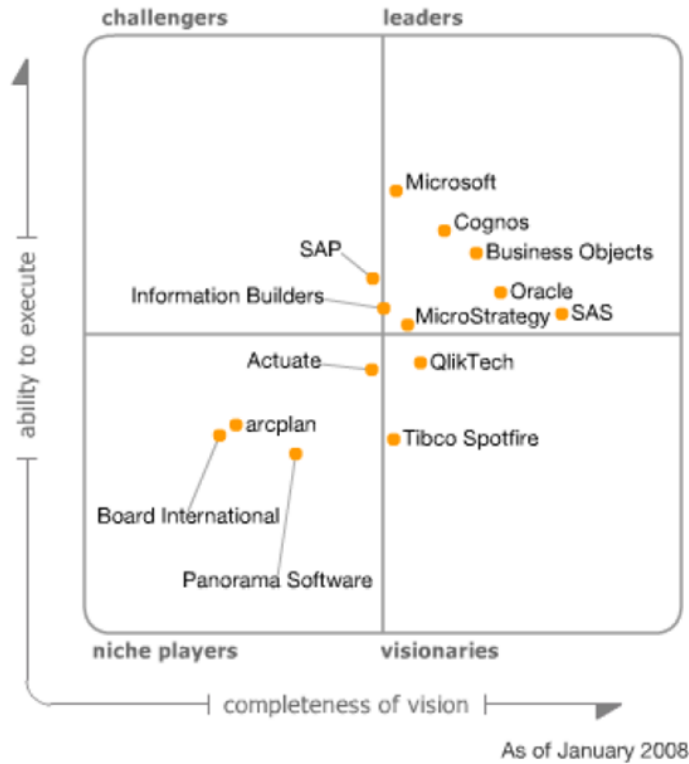 challengers
leaders
Microsoft
Cognos
SAP
Business Objects
Information Builders
Oracle
MicroStrategy
SAS
ability to execute
Actuate
QlikTech
arcplan
Tibco Spotfire
Board International
Panorama Software
niche players
visionaries
completeness of vision
As of January 2008